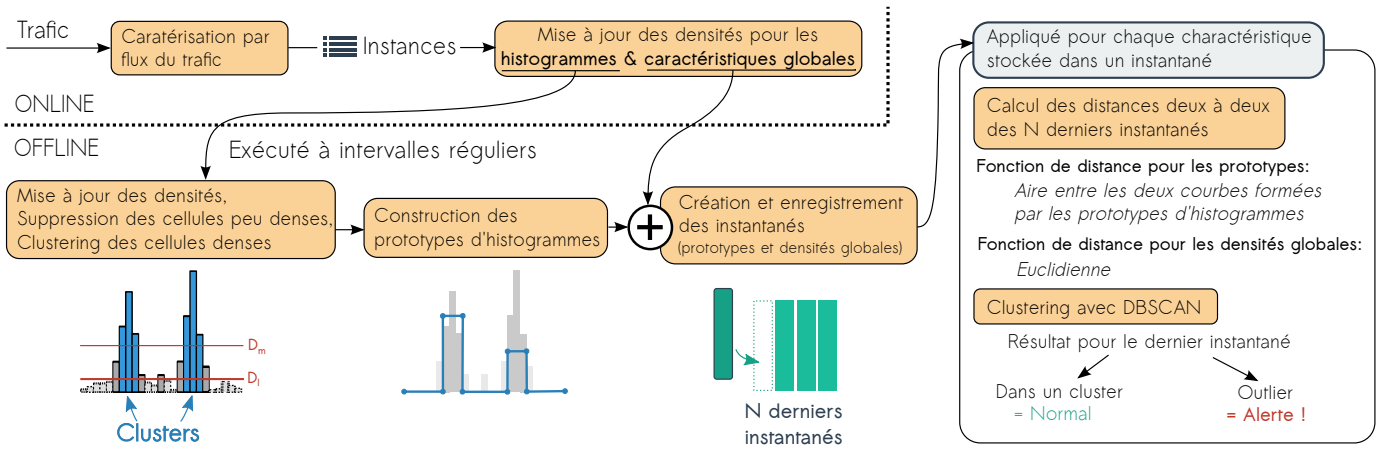 Trafic
Caratérisation par
flux du trafic
Instances
Mise à jour des densités pour les
histogrammes & caractéristiques globales
ONLINE
OFFLINE
Exécuté à intervalles réguliers
Mise à jour des densités,
Suppression des cellules peu denses,
Clustering des cellules denses
Construction des
prototypes d'histogrammes
+
Création et enregistrement
des instantanés
(prototypes et densités globales)
Dm
Dl
Clusters
N derniers
instantanés
Appliqué pour chaque charactéristique
stockée dans un instantané
Calcul des distances deux à deux
des N derniers instantanés
Fonction de distance pour les prototypes:
Aire entre les deux courbes formées
par les prototypes d'histogrammes
Fonction de distance pour les densités globales:
Euclidienne
Clustering avec DBSCAN
Résultat pour le dernier instantané
Dans un cluster
= Normal
Outlier
= Alerte !